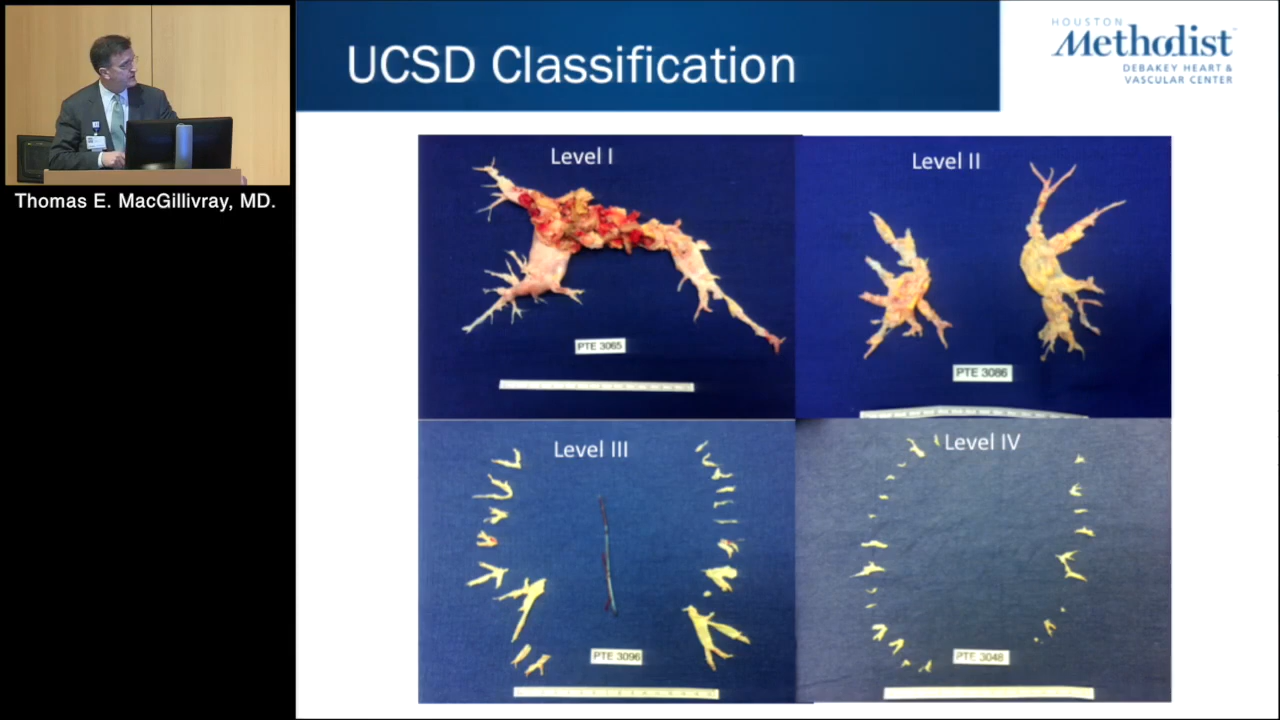 UCSD Classification
HOUSTON
Methodist
DEBAKEY HEART &
VASCULAR CENTER
Thomas E. MacGillivray, MD.
Level I
PTE 3065
Level II
PTE 3086
Level III
PTE 3096
Level IV
PTE 3048